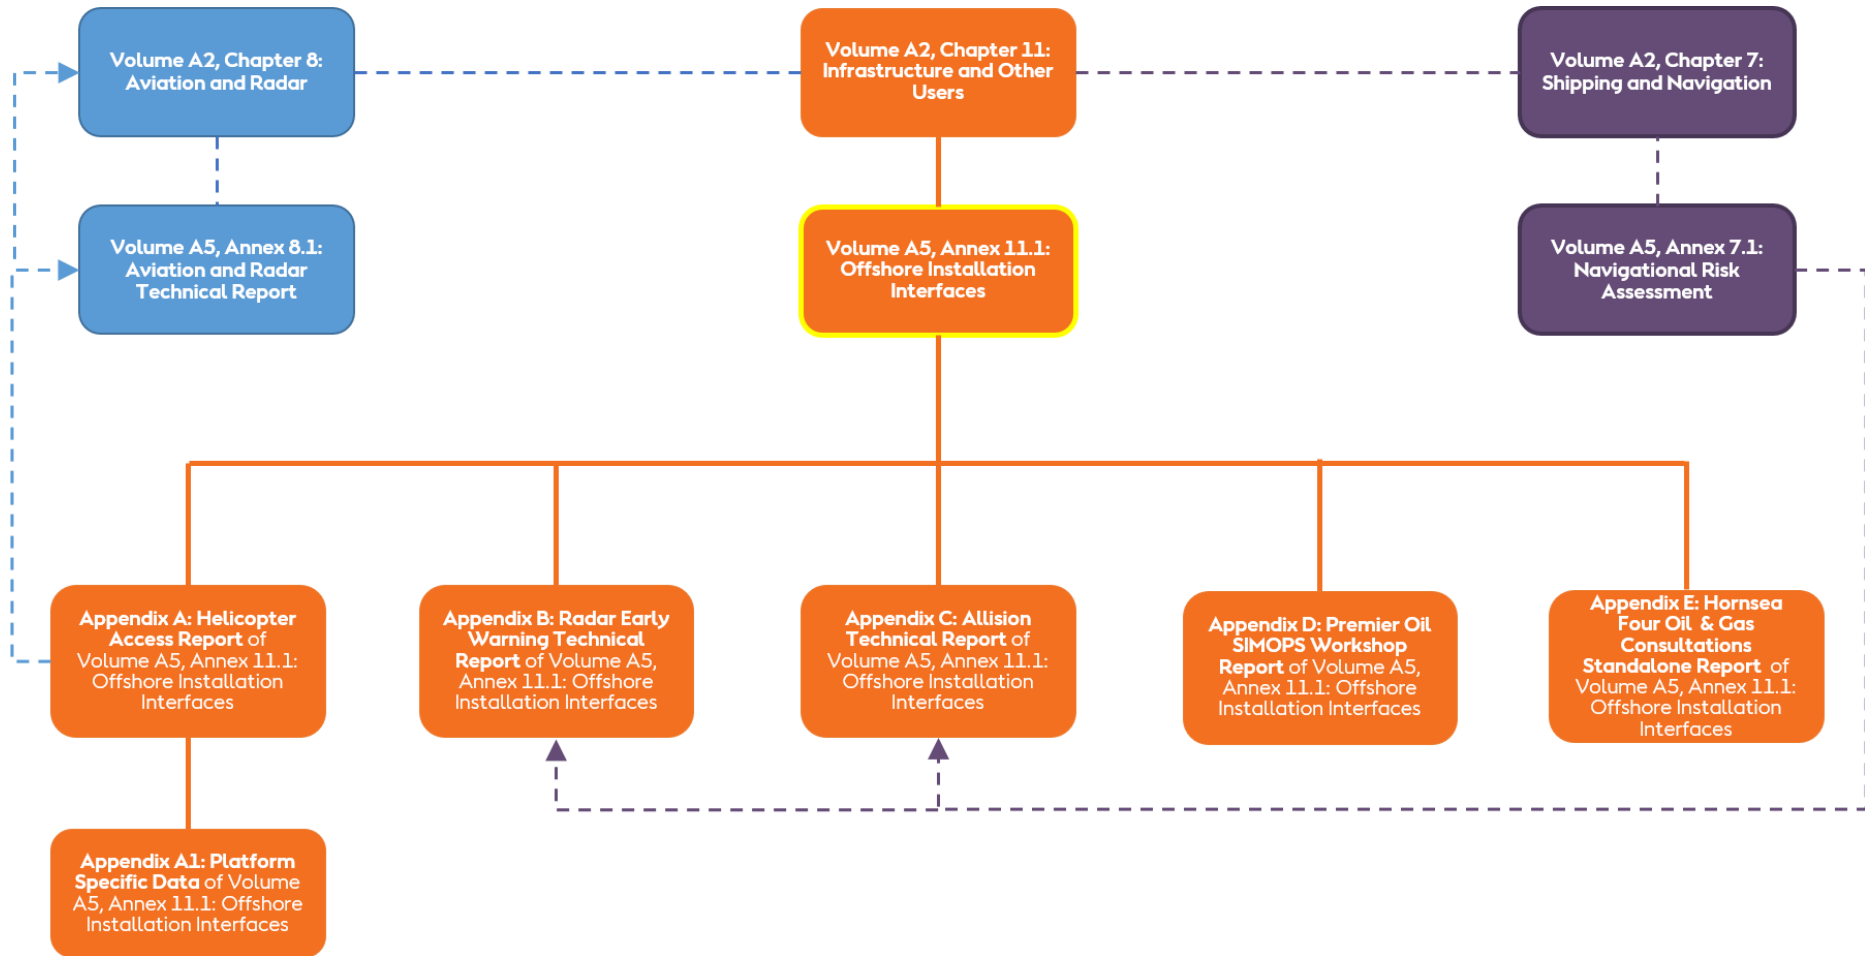 Volume A2, Chapter 8:
Aviation and Radar
Volume A2, Chapter 11:
Infrastructure and Other
Users
Volume A2, Chapter 7:
Shipping and Navigation
Volume A5, Annex 8.1:
Aviation and Radar
Technical Report
Volume A5, Annex 11.1:
Offshore Installation
Interfaces
Volume A5, Annex 7.1:
Navigational Risk
Assessment
Appendix A: Helicopter
Access Report of
Volume A5, Annex 11.1:
Offshore Installation
Interfaces
Appendix B: Radar Early
Warning Technical
Report of Volume A5,
Annex 11.1: Offshore
Installation Interfaces
Appendix C: Allision
Technical Report of
Volume A5, Annex 11.1:
Offshore Installation
Interfaces
Appendix D: Premier Oil
SIMOPS Workshop
Report of Volume A5,
Annex 11.1: Offshore
Installation Interfaces
Appendix E: Hornsea
Four Oil & Gas
Consultations
Standalone Report of
Volume A5, Annex 11.1:
Offshore Installation
Interfaces
Appendix A1: Platform
Specific Data of Volume
A5, Annex 11.1: Offshore
Installation Interfaces